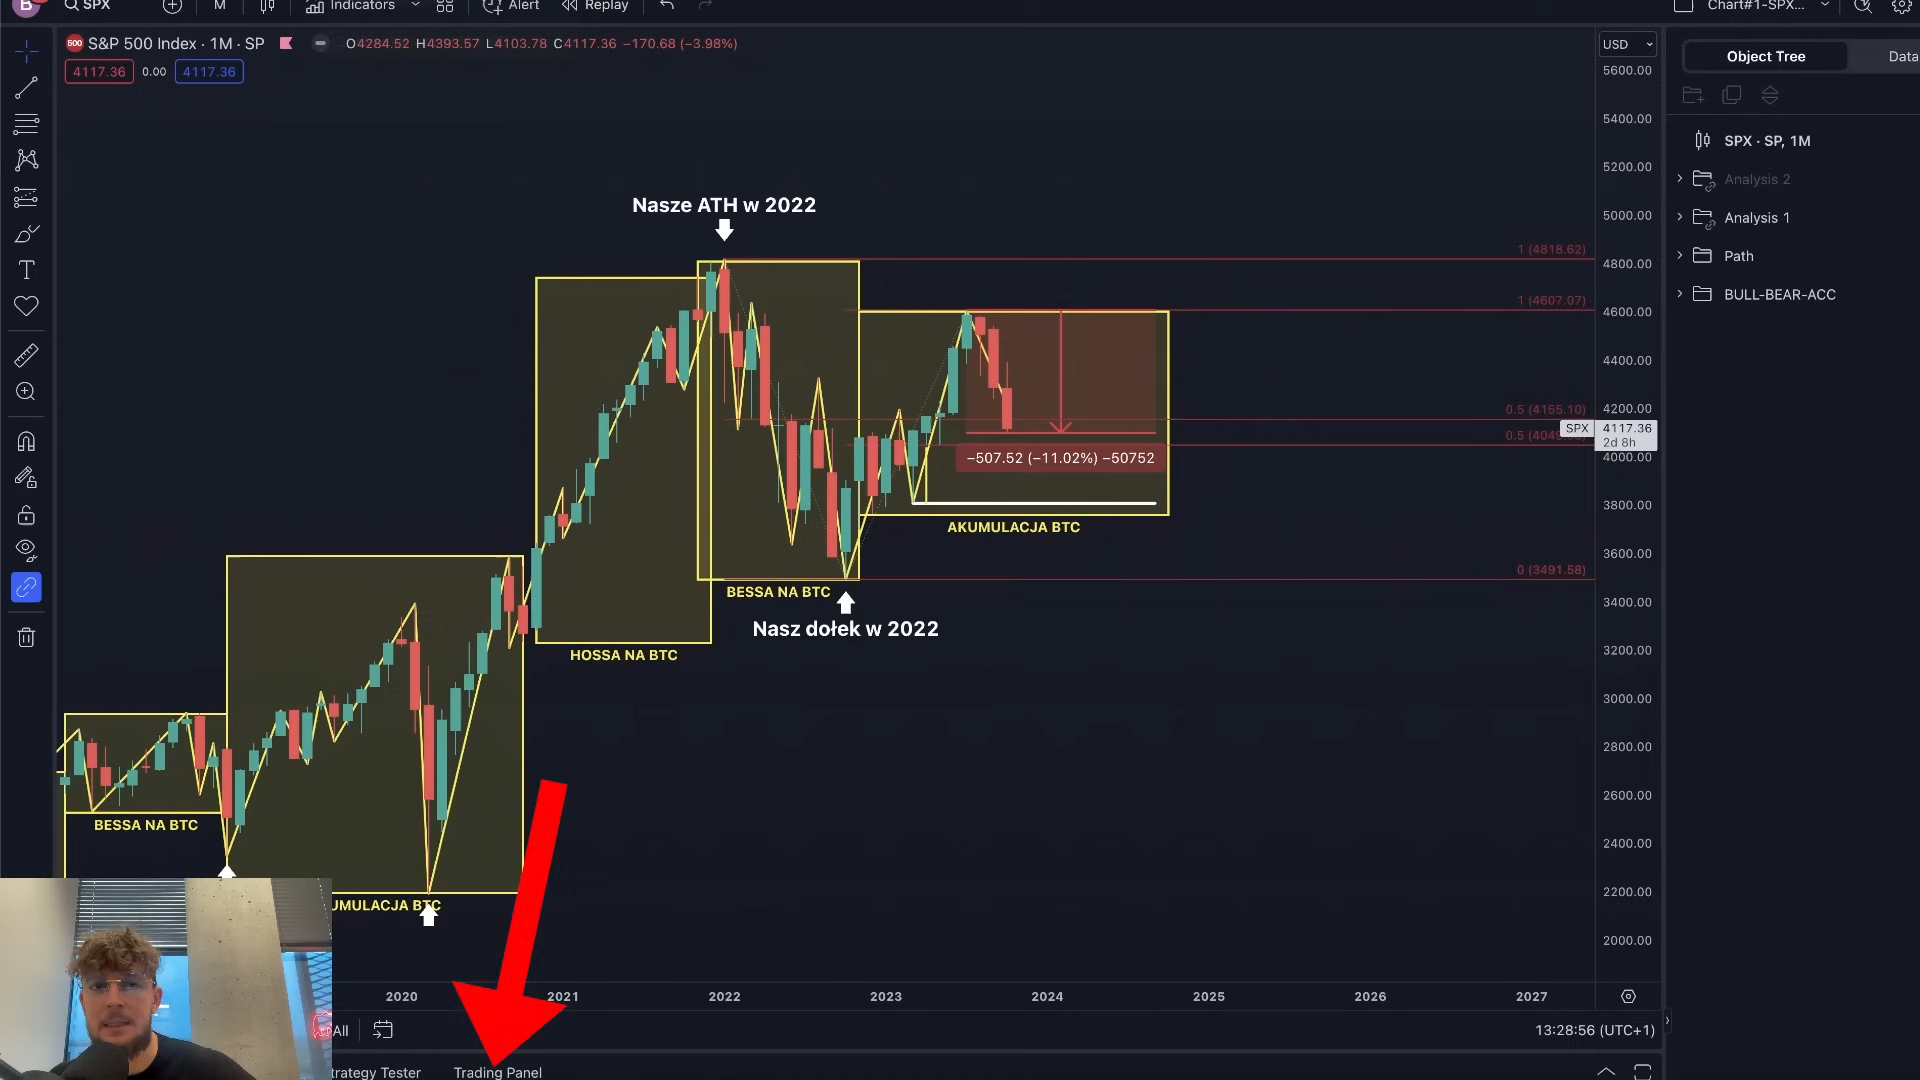 B
SPX
M
Indicators
Alert
Replay
Chart#1-SPX...
500 S&P 500 Index · 1M · SP
O4284.52 H4393.57 L4103.78 C4117.36 −170.68 (−3.98%)
4117.36 0.00 4117.36
USD
5600.00
5400.00
5200.00
5000.00
4800.00
4600.00
4400.00
4200.00
4000.00
3800.00
3600.00
3400.00
3200.00
3000.00
2800.00
2600.00
2400.00
2200.00
2000.00
Object Tree
Data
SPX · SP, 1M
Analysis 2
Analysis 1
Path
BULL-BEAR-ACC
Nasze ATH w 2022
1 (4818.62)
1 (4607.07)
0.5 (4155.10)
SPX 4117.36
2d 8h
−507.52 (−11.02%) −50752
AKUMULACJA BTC
0 (3491.58)
BESSA NA BTC
Nasz dołek w 2022
HOSSA NA BTC
BESSA NA BTC
UMULACJA BTC
2020
2021
2022
2023
2024
2025
2026
2027
All
13:28:56 (UTC+1)
trategy Tester
Trading Panel